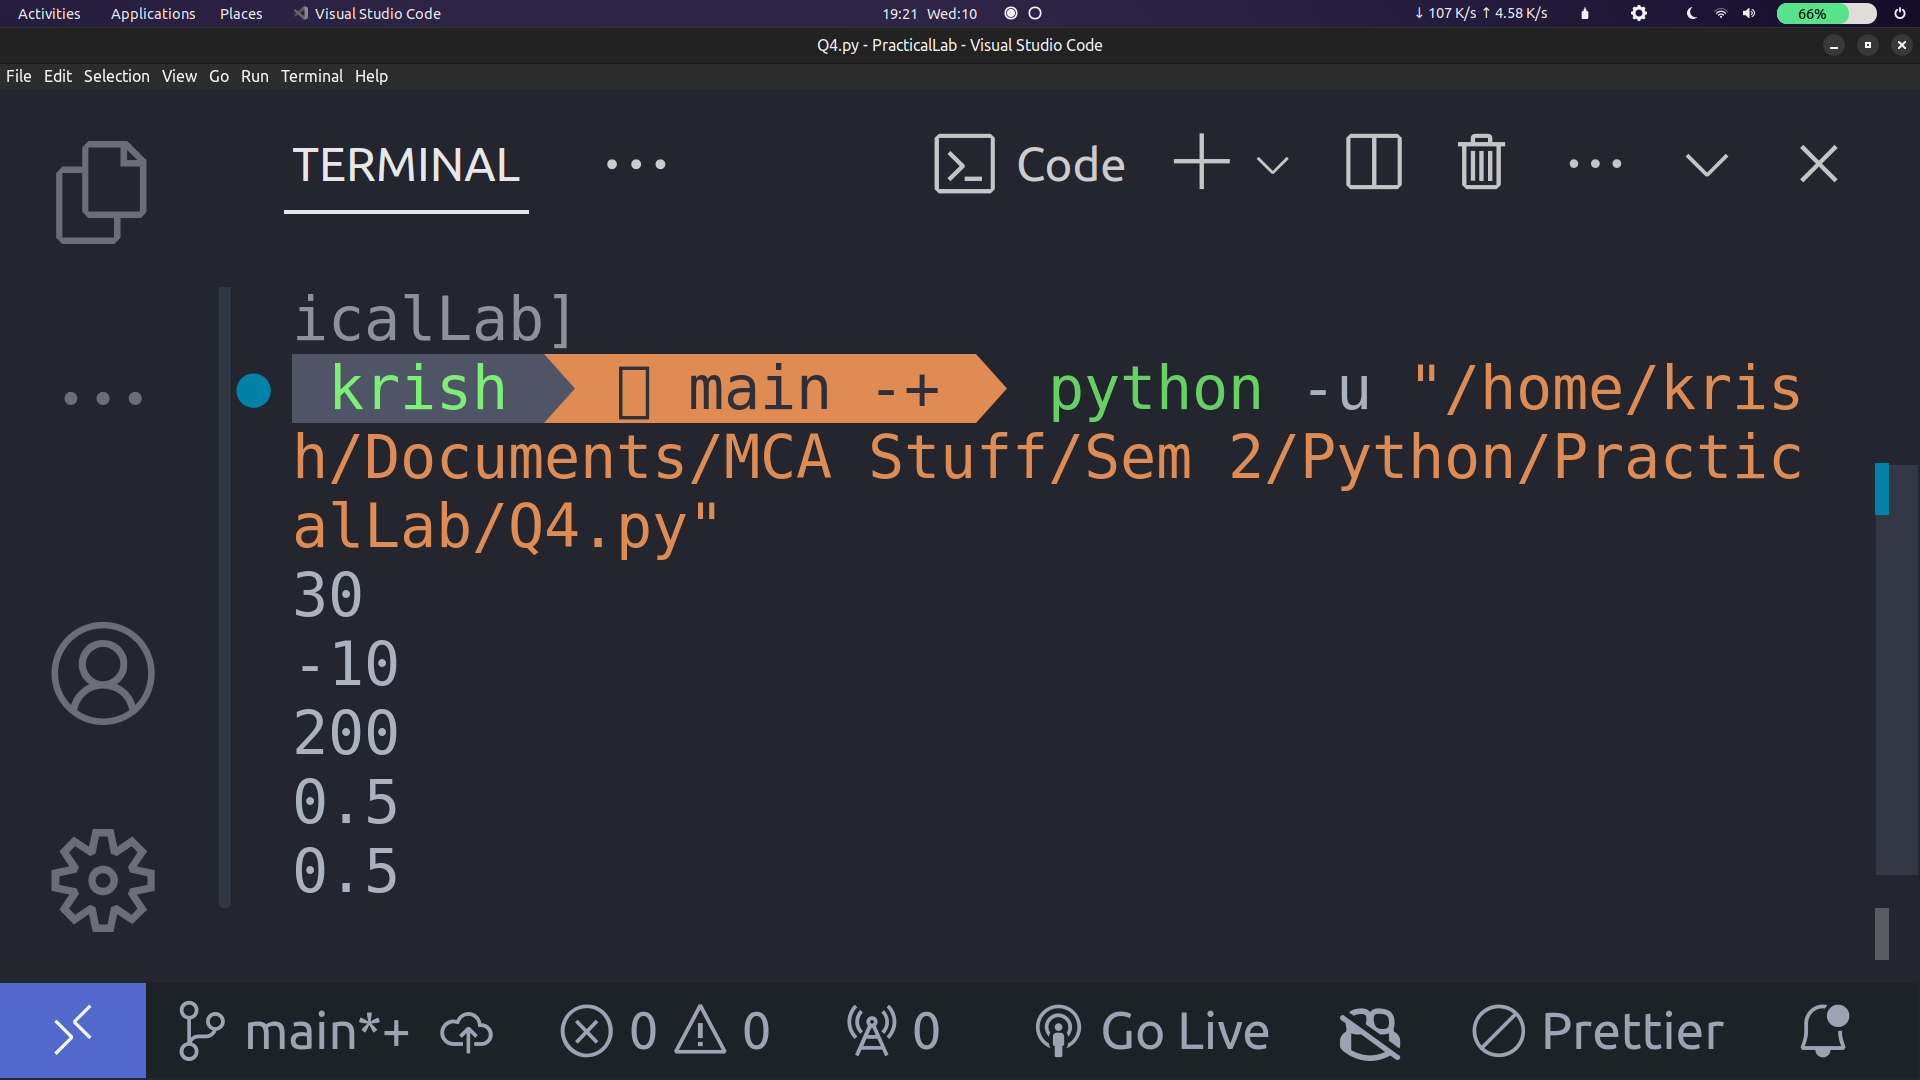 Activities Applications Places Visual Studio Code 19:21 Wed:10 ↓ 107 K/s ↑ 4.58 K/s 66%
Q4.py - PracticalLab - Visual Studio Code
File Edit Selection View Go Run Terminal Help
TERMINAL ··· Code
icalLab]
krish main -+ python -u "/home/kris
h/Documents/MCA Stuff/Sem 2/Python/Practic
alLab/Q4.py"
30
-10
200
0.5
0.5
main*+ 0 0 0 Go Live Prettier